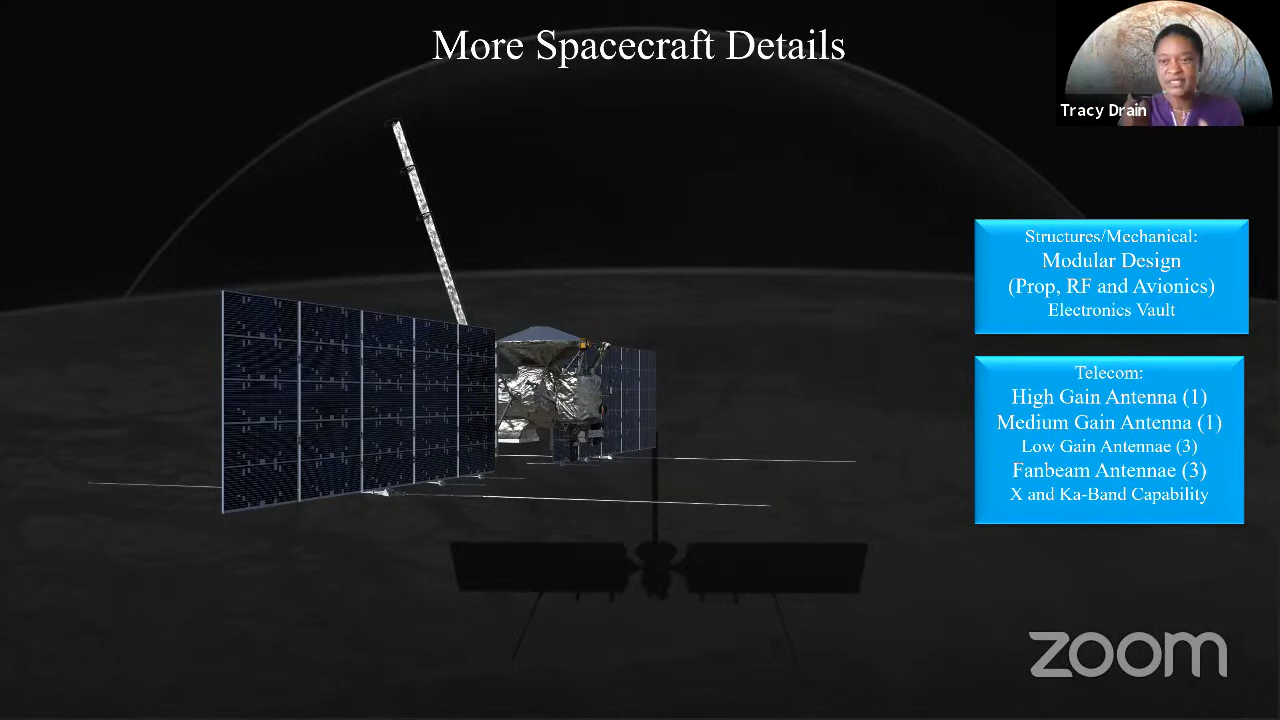 More Spacecraft Details
Tracy Drain
Structures/Mechanical:
Modular Design
(Prop, RF and Avionics)
Electronics Vault
Telecom:
High Gain Antenna (1)
Medium Gain Antenna (1)
Low Gain Antennae (3)
Fanbeam Antennae (3)
X and Ka-Band Capability
zoom